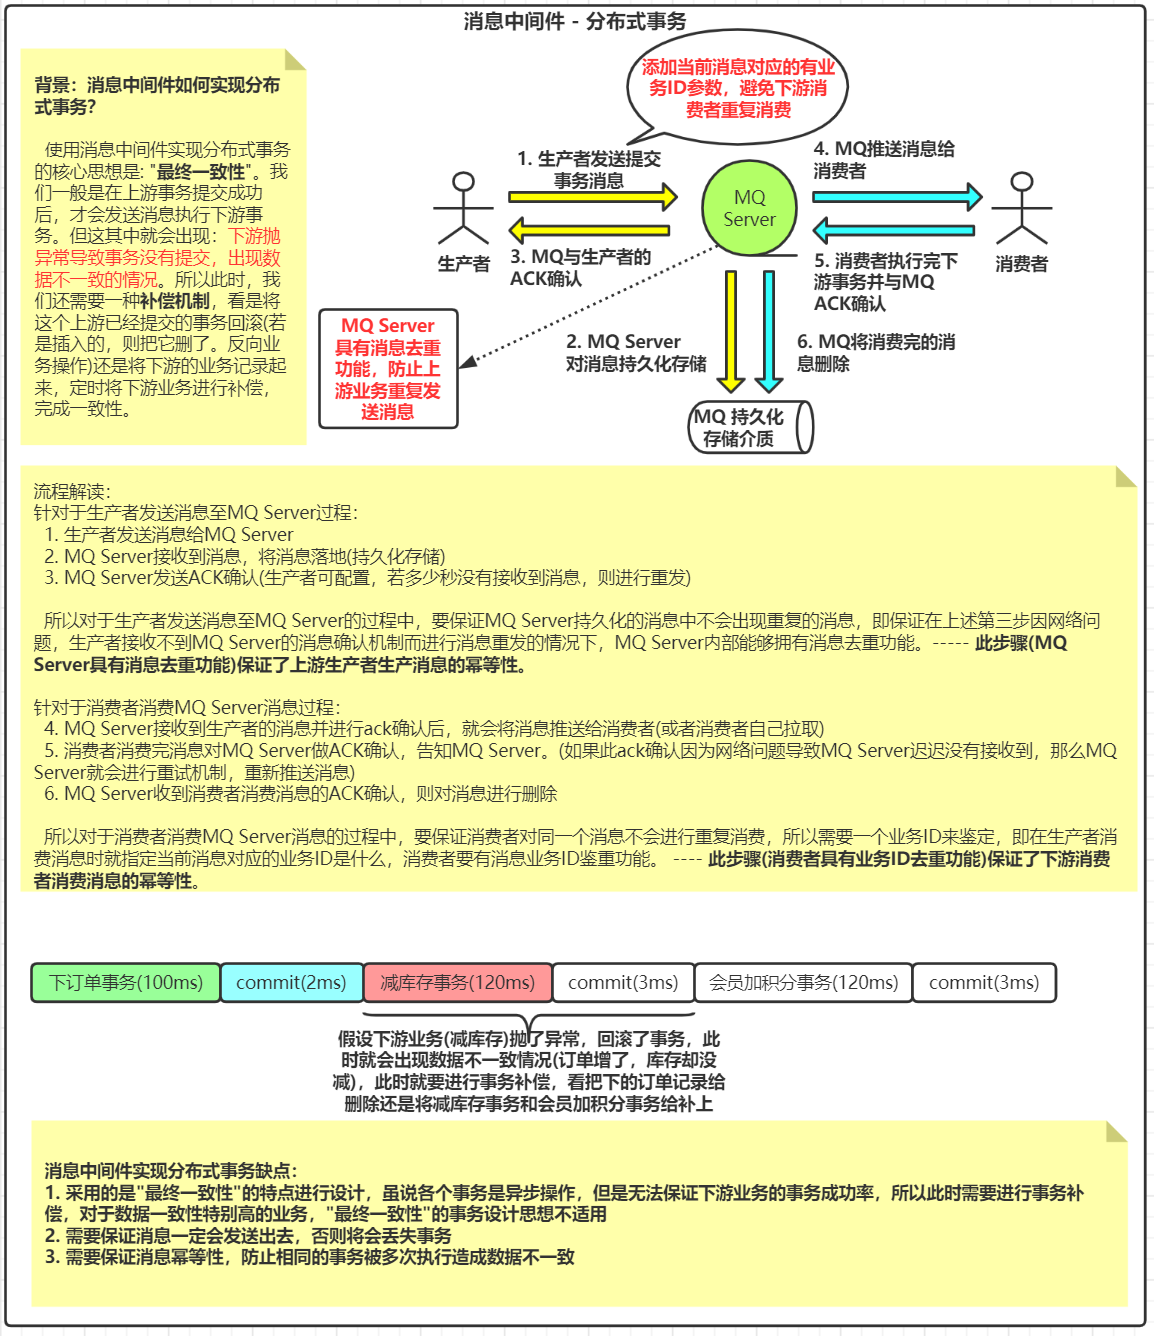 消息中间件 - 分布式事务
背景：消息中间件如何实现分布
式事务？
使用消息中间件实现分布式事务
的核心思想是: "最终一致性"。我
们一般是在上游事务提交成功
后，才会发送消息执行下游事
务。但这其中就会出现：下游抛
异常导致事务没有提交，出现数
据不一致的情况。所以此时，我
们还需要一种补偿机制，看是将
这个上游已经提交的事务回滚(若
是插入的，则把它删了。反向业
务操作)还是将下游的业务记录起
来，定时将下游业务进行补偿，
完成一致性。
添加当前消息对应的有业
务ID参数，避免下游消
费者重复消费
1. 生产者发送提交
事务消息
4. MQ推送消息给
消费者
MQ
Server
生产者
3. MQ与生产者的
ACK确认
5. 消费者执行完下
游事务并与MQ
ACK确认
消费者
MQ Server
具有消息去重
功能，防止上
游业务重复发
送消息
2. MQ Server
对消息持久化存储
6. MQ将消费完的消
息删除
MQ 持久化
存储介质
流程解读：
针对于生产者发送消息至MQ Server过程：
1. 生产者发送消息给MQ Server
2. MQ Server接收到消息，将消息落地(持久化存储)
3. MQ Server发送ACK确认(生产者可配置，若多少秒没有接收到消息，则进行重发)
所以对于生产者发送消息至MQ Server的过程中，要保证MQ Server持久化的消息中不会出现重复的消息，即保证在上述第三步因网络问
题，生产者接收不到MQ Server的消息确认机制而进行消息重发的情况下，MQ Server内部能够拥有消息去重功能。----- 此步骤(MQ
Server具有消息去重功能)保证了上游生产者生产消息的幂等性。
针对于消费者消费MQ Server消息过程：
4. MQ Server接收到生产者的消息并进行ack确认后，就会将消息推送给消费者(或者消费者自己拉取)
5. 消费者消费完消息对MQ Server做ACK确认，告知MQ Server。(如果此ack确认因为网络问题导致MQ Server迟迟没有接收到，那么MQ
Server就会进行重试机制，重新推送消息)
6. MQ Server收到消费者消费消息的ACK确认，则对消息进行删除
所以对于消费者消费MQ Server消息的过程中，要保证消费者对同一个消息不会进行重复消费，所以需要一个业务ID来鉴定，即在生产者消
费消息时就指定当前消息对应的业务ID是什么，消费者要有消息业务ID鉴重功能。 ---- 此步骤(消费者具有业务ID去重功能)保证了下游消费
者消费消息的幂等性。
下订单事务(100ms)
commit(2ms)
减库存事务(120ms)
commit(3ms)
会员加积分事务(120ms)
commit(3ms)
假设下游业务(减库存)抛了异常，回滚了事务，此
时就会出现数据不一致情况(订单增了，库存却没
减)，此时就要进行事务补偿，看把下的订单记录给
删除还是将减库存事务和会员加积分事务给补上
消息中间件实现分布式事务缺点：
1. 采用的是"最终一致性"的特点进行设计，虽说各个事务是异步操作，但是无法保证下游业务的事务成功率，所以此时需要进行事务补
偿，对于数据一致性特别高的业务，"最终一致性"的事务设计思想不适用
2. 需要保证消息一定会发送出去，否则将会丢失事务
3. 需要保证消息幂等性，防止相同的事务被多次执行造成数据不一致